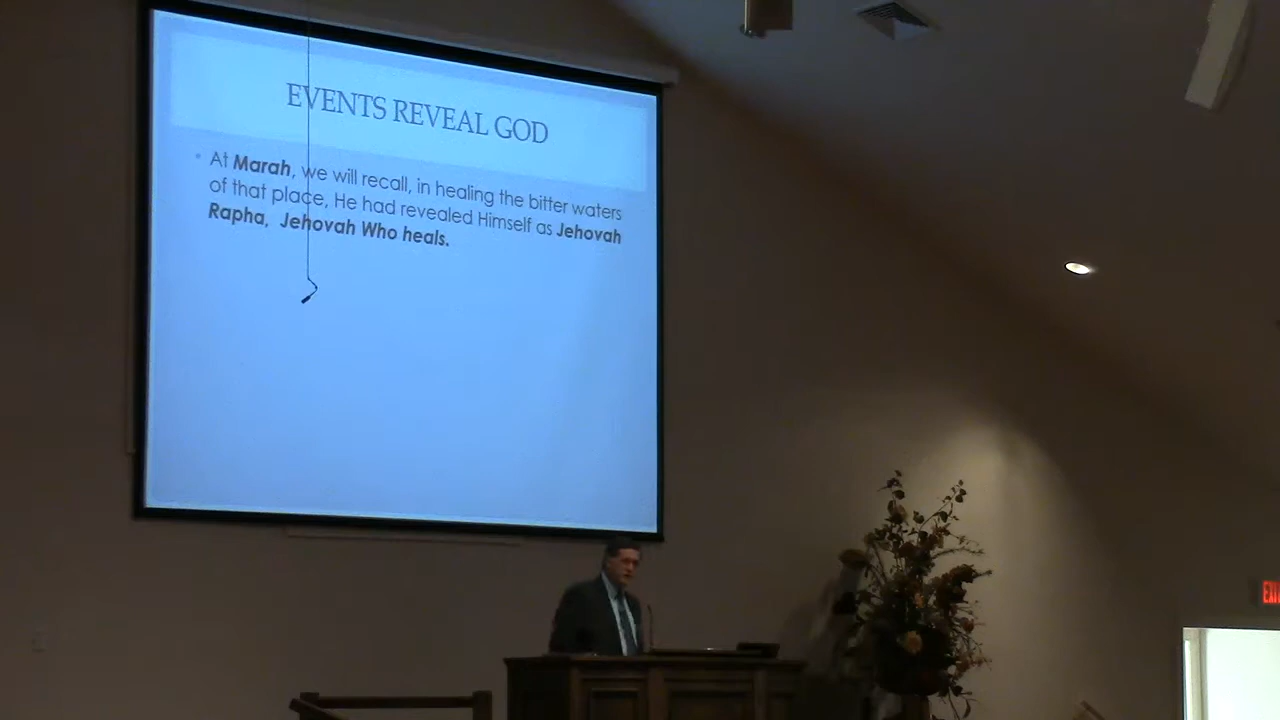 EVENTS REVEAL GOD
• At Marah, we will recall, in healing the bitter waters
of that place, He had revealed Himself as Jehovah
Rapha, Jehovah Who heals.